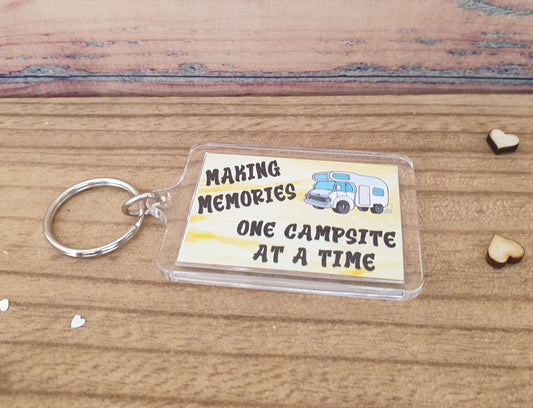 MAKING
MEMORIES
ONE CAMPSITE
AT A TIME